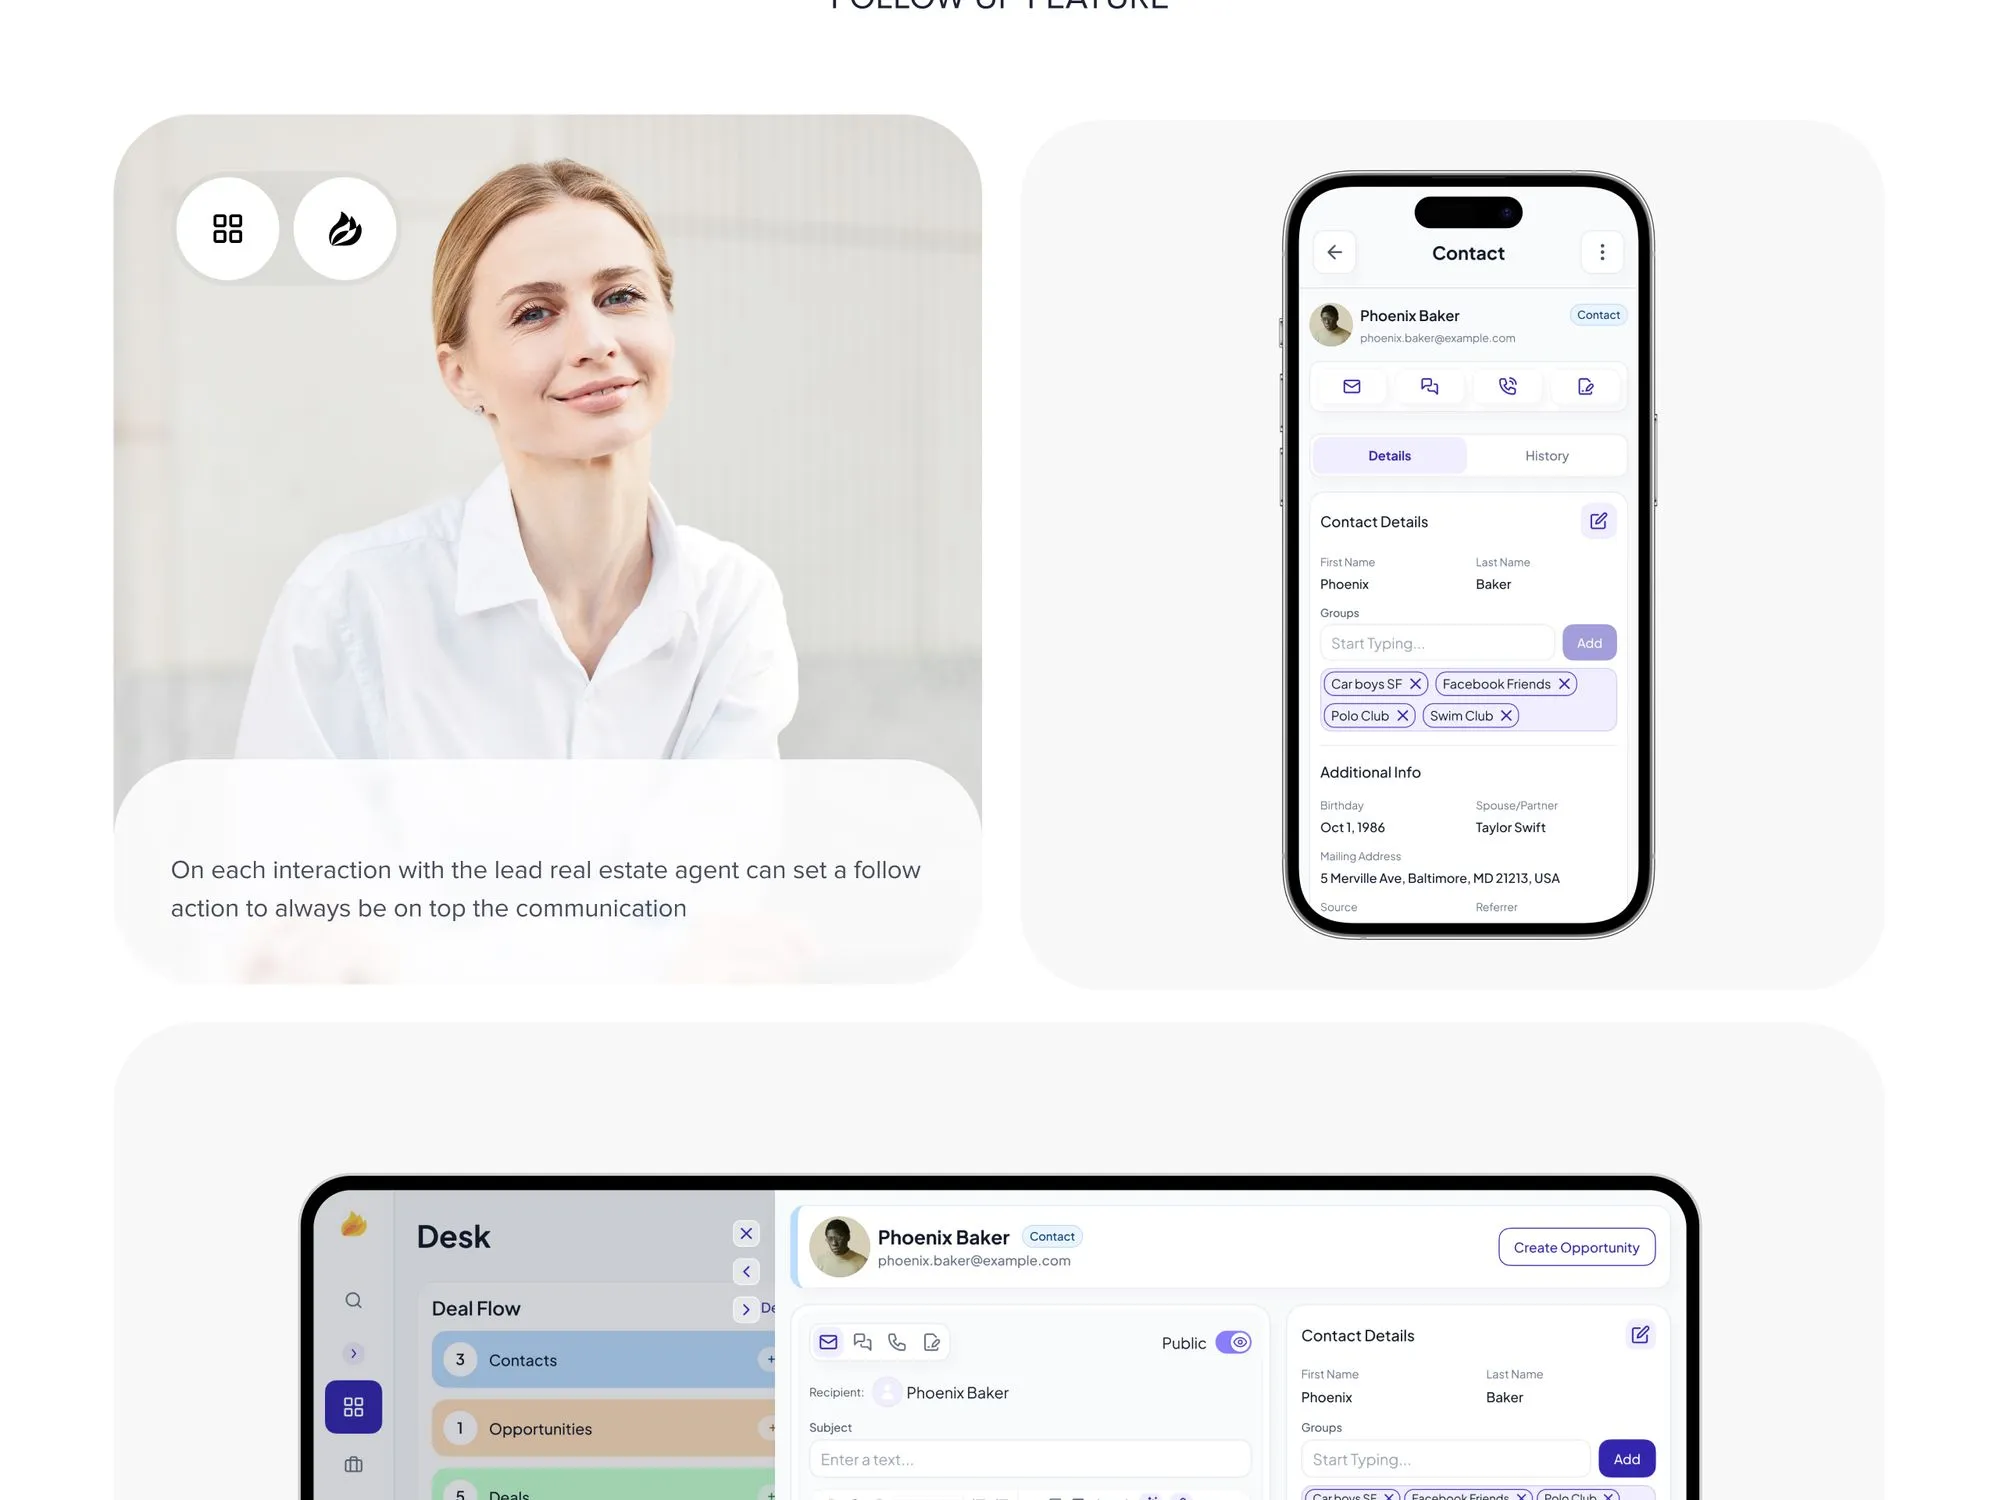 FOLLOW UP FEATURE
On each interaction with the lead real estate agent can set a follow
action to always be on top the communication
Contact
Phoenix Baker
Contact
phoenix.baker@example.com
Details
History
Contact Details
First Name
Last Name
Phoenix
Baker
Groups
Start Typing...
Add
Car boys SF
Facebook Friends
Polo Club
Swim Club
Additional Info
Birthday
Spouse/Partner
Oct 1, 1986
Taylor Swift
Mailing Address
5 Merville Ave, Baltimore, MD 21213, USA
Source
Referrer
Desk
Deal Flow
De
3
Contacts
1
Opportunities
5
Deals
Phoenix Baker
Contact
phoenix.baker@example.com
Create Opportunity
Public
Recipient:
Phoenix Baker
Subject
Enter a text...
Contact Details
First Name
Last Name
Phoenix
Baker
Groups
Start Typing...
Add
Car boys SF
Facebook Friends
Polo Club